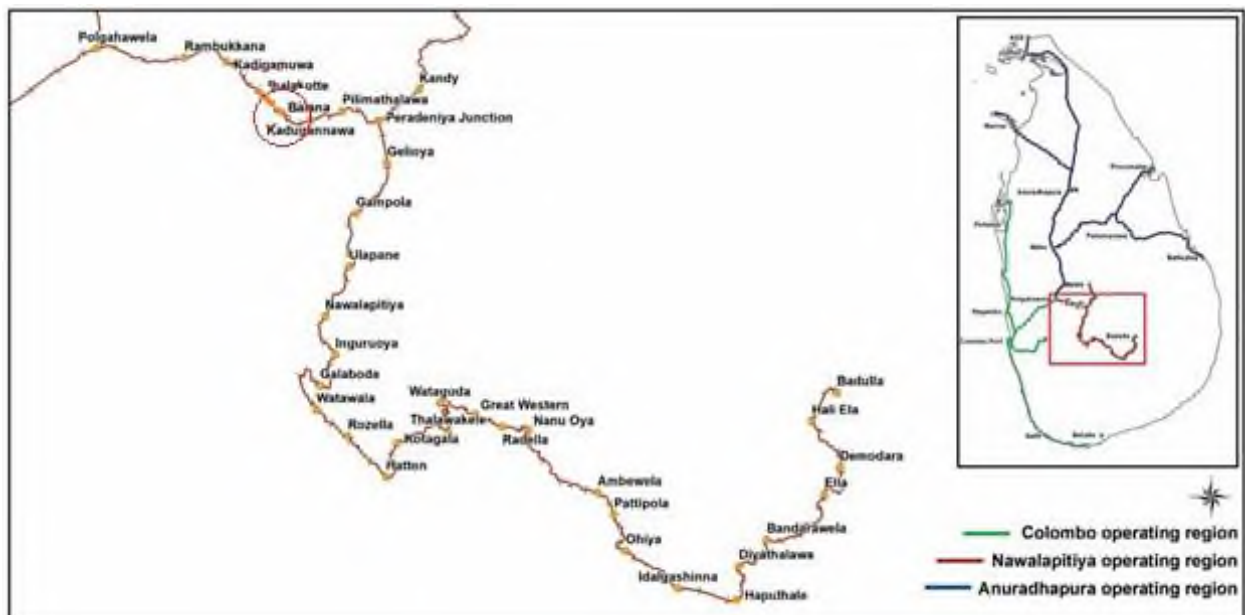 Polgahawela
Rambukkana
Kadigamuwa
Ihalakotte
Balana
Kadugannawa
Pilimathalawa
Kandy
Peradeniya Junction
Gelioya
Gampola
Ulapane
Nawalapitiya
Inguruoya
Galaboda
Watawala
Rozella
Hatton
Kotagala
Thalawakele
Wataguda
Great Western
Radella
Nanu Oya
Ambewela
Pattipola
Ohiya
Idalgashinna
Haputhale
Diyathalawa
Bandarawela
Ella
Demodara
Hali Ela
Badulla
Colombo operating region
Nawalapitiya operating region
Anuradhapura operating region